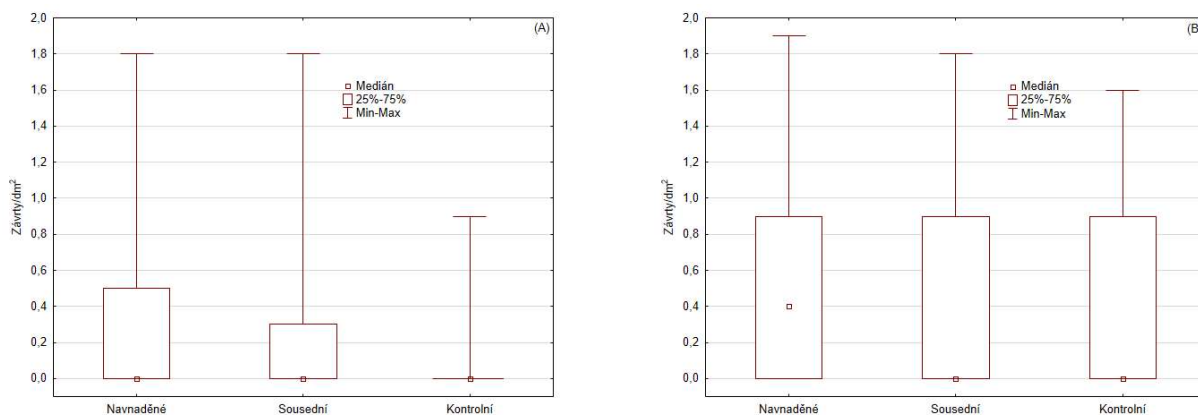 (A)
2,0
1,8
1,6
1,4
1,2
1,0
0,8
0,6
0,4
0,2
0,0
Závrty/dm²
Medián
25%-75%
Min-Max
Navnaděné Sousední Kontrolní
(B
2,0
1,8
1,6
1,4
1,2
1,0
0,8
0,6
0,4
0,2
0,0
Závrty/dm²
Medián
25%-75%
Min-Max
Navnaděné Sousední Kontrolní